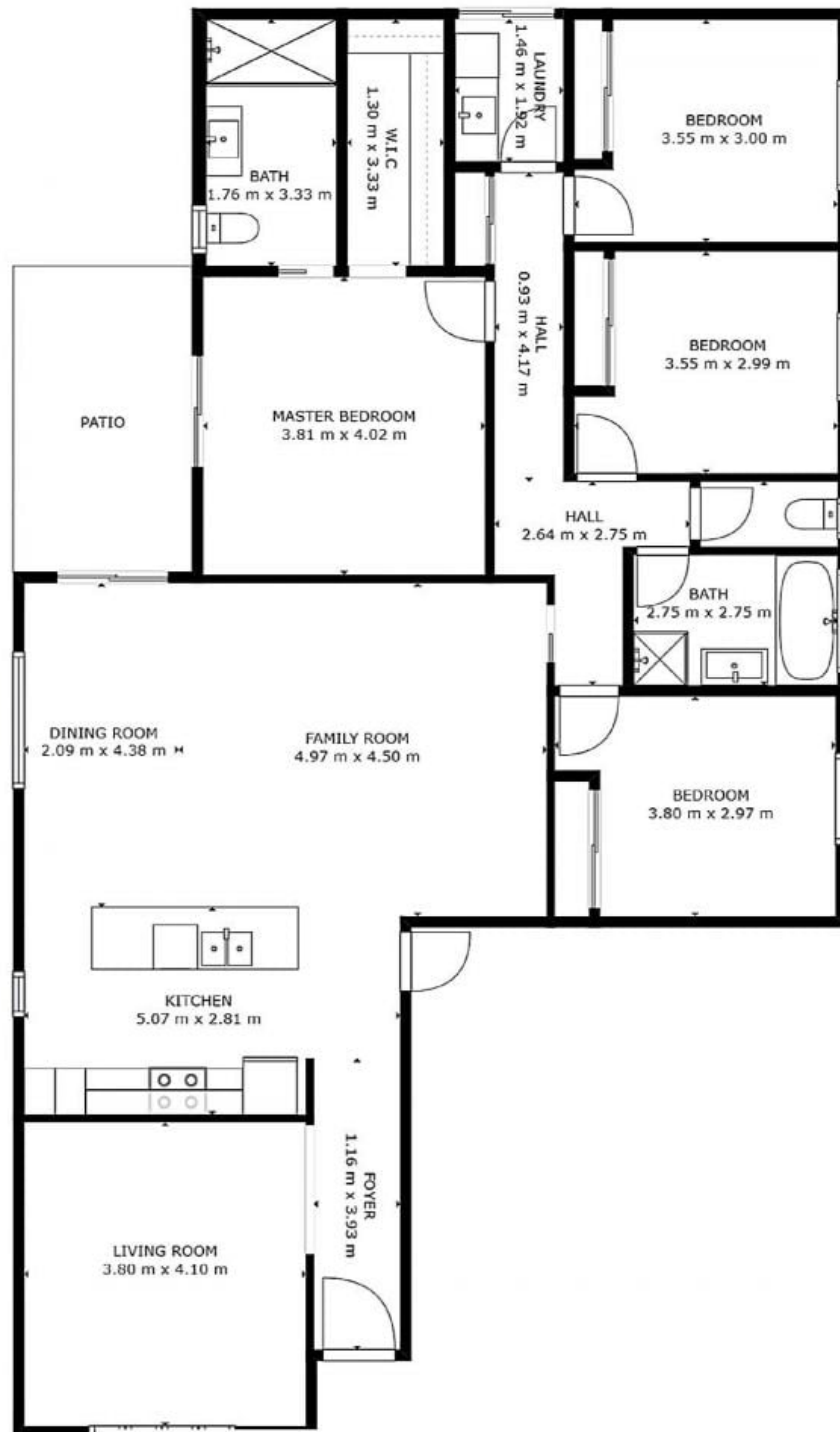 LAUNDRY
1.46 m x 1.92 m
W.I.C
1.30 m x 3.33 m
BATH
1.76 m x 3.33 m
BEDROOM
3.55 m x 3.00 m
HALL
0.93 m x 4.17 m
BEDROOM
3.55 m x 2.99 m
PATIO
MASTER BEDROOM
3.81 m x 4.02 m
HALL
2.64 m x 2.75 m
BATH
2.75 m x 2.75 m
DINING ROOM
2.09 m x 4.38 m
FAMILY ROOM
4.97 m x 4.50 m
BEDROOM
3.80 m x 2.97 m
KITCHEN
5.07 m x 2.81 m
FOYER
1.16 m x 3.93 m
LIVING ROOM
3.80 m x 4.10 m